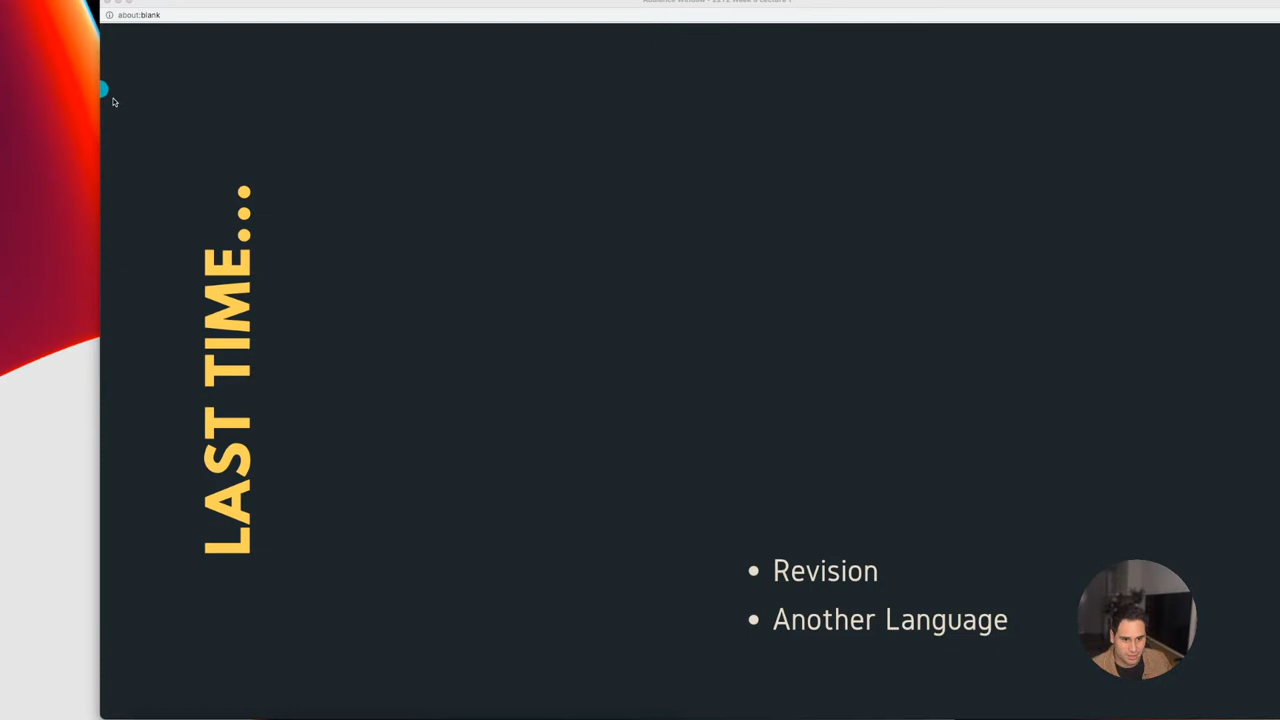 about:blank
LAST TIME...
• Revision
• Another Language